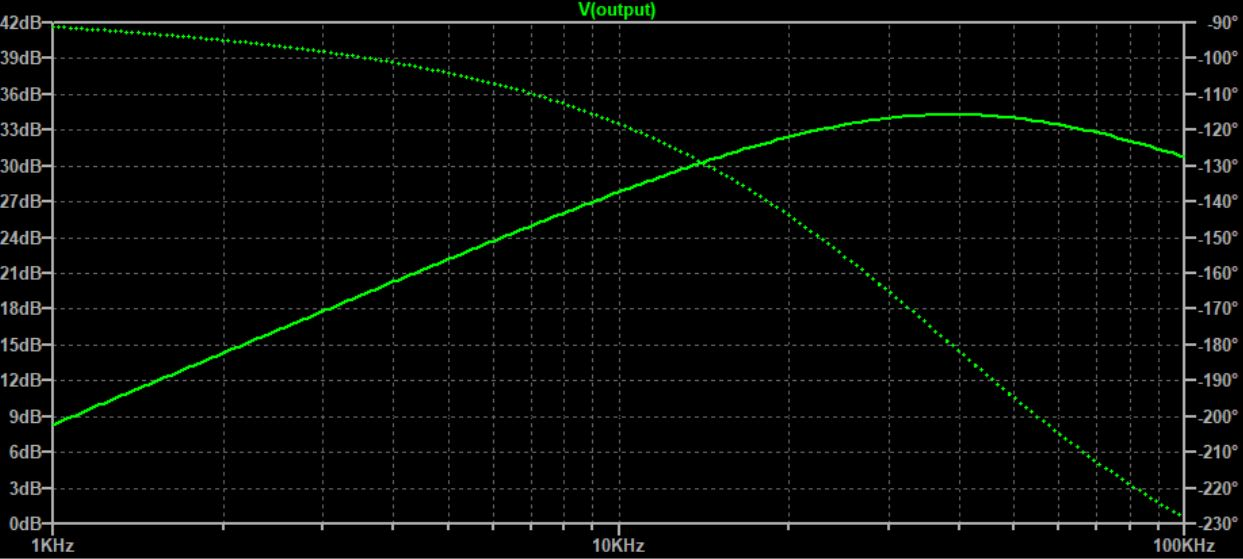 V(output)
42dB
39dB
36dB
33dB
30dB
27dB
24dB
21dB
18dB
15dB
12dB
9dB
6dB
3dB
0dB
-90°
-100°
-110°
-120°
-130°
-140°
-150°
-160°
-170°
-180°
-190°
-200°
-210°
-220°
-230°
1KHz
10KHz
100KHz